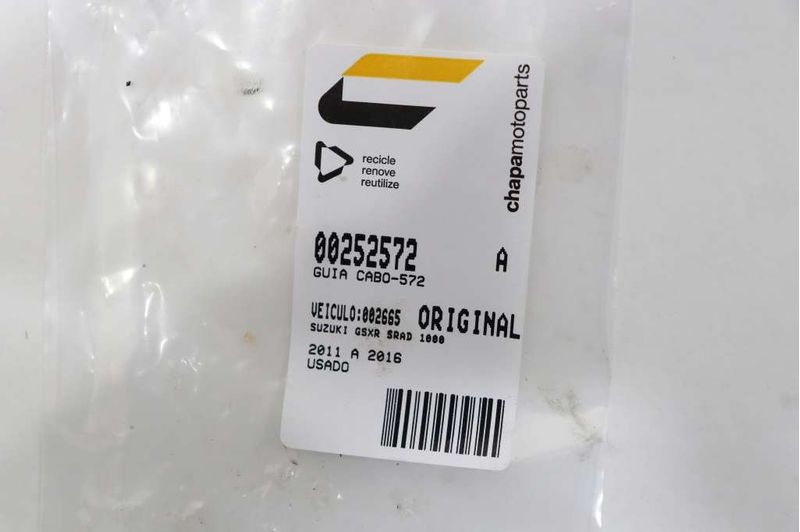 chapamotoparts
recicle
renove
reutilize
00252572 A
GUIA CABO-572
VEICULO:002665 ORIGINAL
SUZUKI GSXR SRAD 1000
2011 A 2016
USADO